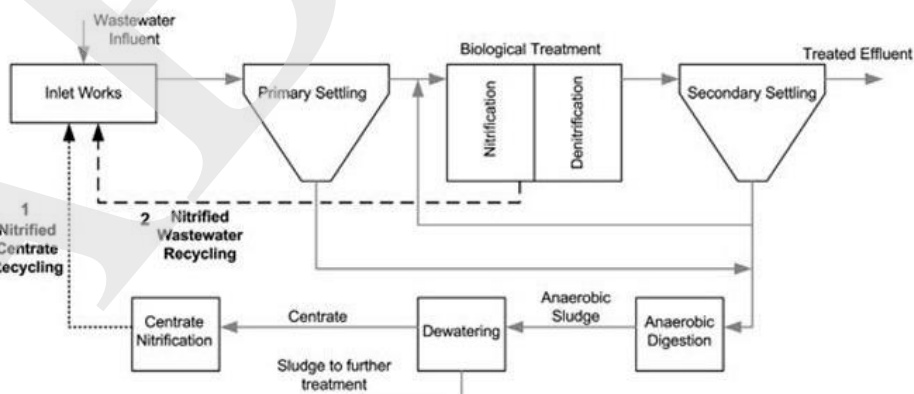 Wastewater
Influent
Biological Treatment
Treated Effluent
Inlet Works
Primary Settling
Nitrification
Denitrification
Secondary Settling
1
Nitrified
Centrate
Recycling
2 Nitrified
Wastewater
Recycling
Centrate
Nitrification
Centrate
Dewatering
Anaerobic
Sludge
Anaerobic
Digestion
Sludge to further
treatment